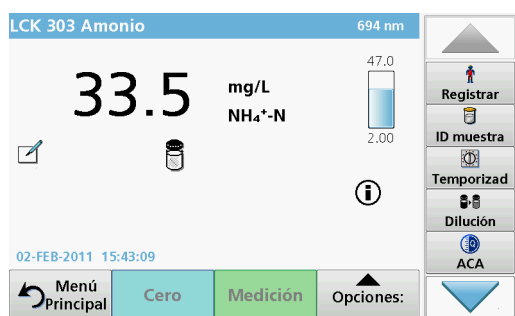 LCK 303 Amonio 694 nm
47.0
33.5 mg/L
NH₄⁺-N
2.00
i
02-FEB-2011 15:43:09
Menú Principal
Cero
Medición
Opciones:
Registrar
ID muestra
Temporizad
Dilución
ACA